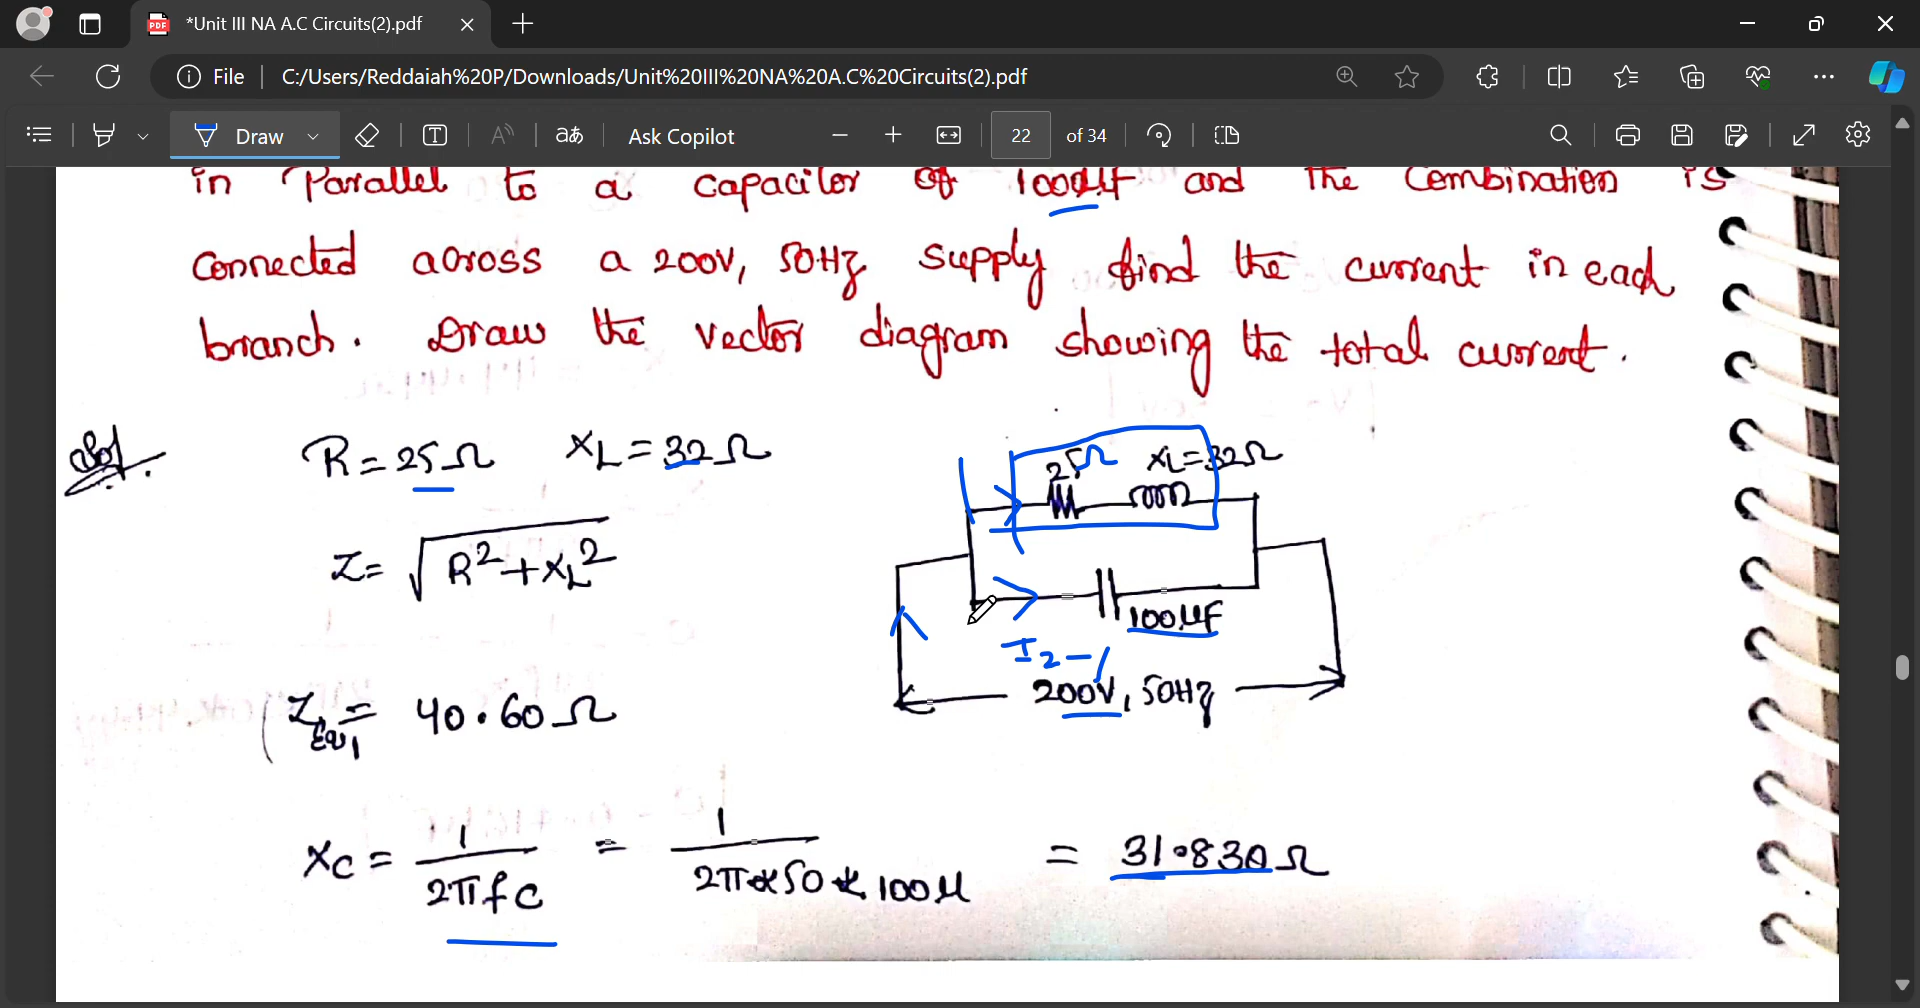 *Unit III NA A.C Circuits(2).pdf
File C:/Users/Reddaiah%20P/Downloads/Unit%20III%20NA%20A.C%20Circuits(2).pdf
Draw Ask Copilot 22 of 34
in Parallel to a capacitor of 100µf and the Combination is
connected across a 200V, 50Hz supply find the current in each
branch. Draw the vector diagram showing the total current.
Sol. R = 25Ω XL = 32Ω
25Ω XL = 32Ω
Z = √R²+XL²
100µF
I2
200V, 50Hz
ZEq1 = 40.60Ω
XC = 1/2πfC = 1/2π*50*100µ = 31.830Ω